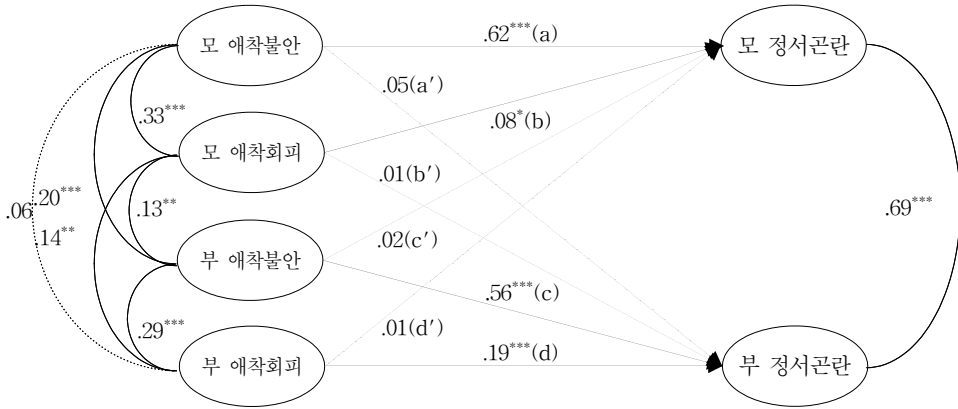 모 애착불안
.62***(a)
모 정서곤란
.05(a′)
.33***
.08*(b)
모 애착회피
.01(b′)
.06
.20***
.13**
.69***
.14**
.02(c′)
부 애착불안
.56***(c)
.29***
.01(d′)
.19***(d)
부 애착회피
부 정서곤란